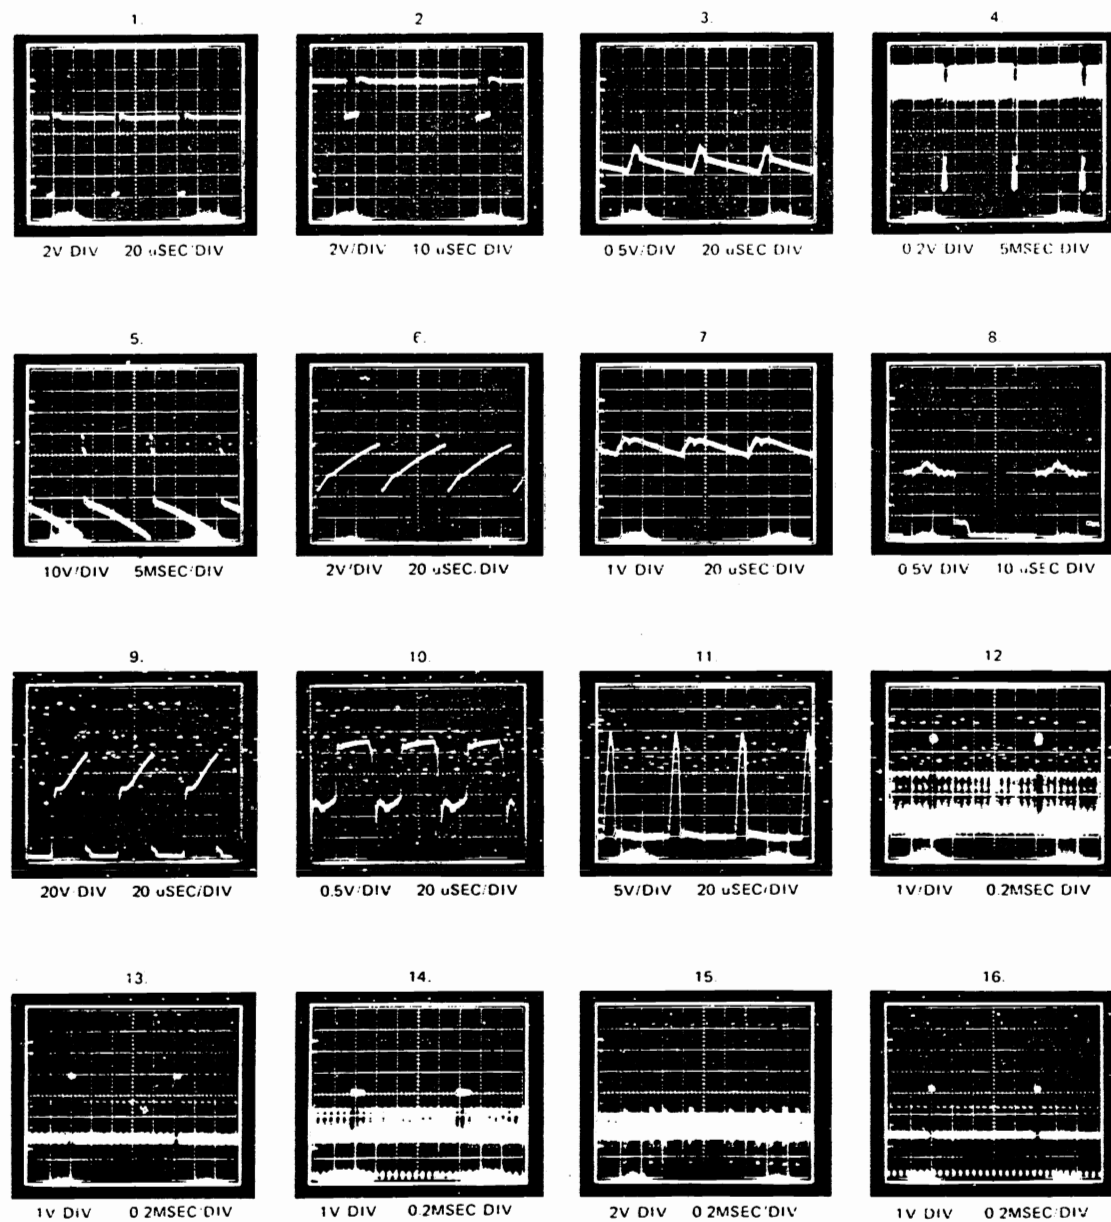 1. 2 3. 4
2V DIV 20 uSEC DIV 2V/DIV 10 uSEC DIV 0 5V/DIV 20 uSEC DIV 0.2V DIV 5MSEC DIV
5. 6. 7 8
10V/DIV 5MSEC/DIV 2V/DIV 20 uSEC/DIV 1V DIV 20 uSEC DIV 0 5V DIV 10 uSEC DIV
9. 10. 11. 12
20V DIV 20 uSEC/DIV 0.5V/DIV 20 uSEC/DIV 5V/DIV 20 uSEC/DIV 1V/DIV 0.2MSEC DIV
13. 14. 15. 16.
1V DIV 0 2MSEC DIV 1V DIV 0.2MSEC DIV 2V DIV 0 2MSEC/DIV 1V DIV 0 2MSEC DIV